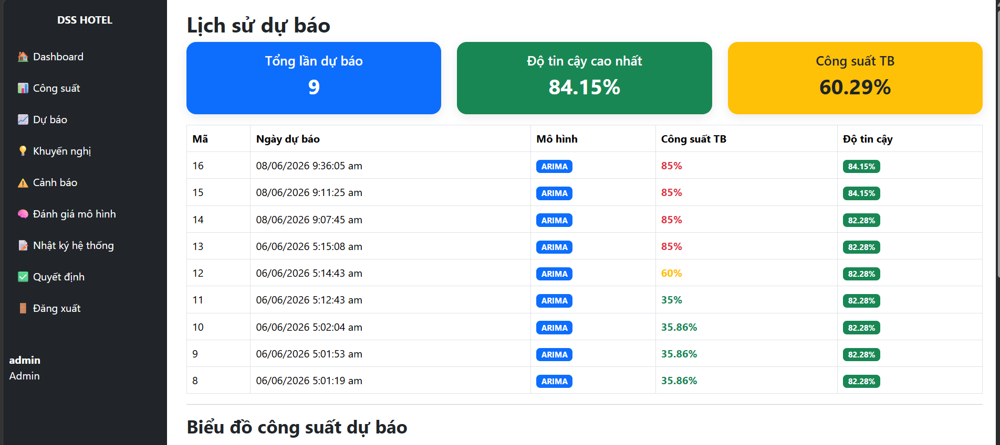 DSS HOTEL
Dashboard
Công suất
Dự báo
Khuyến nghị
Cảnh báo
Đánh giá mô hình
Nhật ký hệ thống
Quyết định
Đăng xuất
admin
Admin
Lịch sử dự báo
Tổng lần dự báo
9
Độ tin cậy cao nhất
84.15%
Công suất TB
60.29%
Mã Ngày dự báo Mô hình Công suất TB Độ tin cậy
16 08/06/2026 9:36:05 am ARIMA 85% 84.15%
15 08/06/2026 9:11:25 am ARIMA 85% 84.15%
14 08/06/2026 9:07:45 am ARIMA 85% 82.28%
13 06/06/2026 5:15:08 am ARIMA 85% 82.28%
12 06/06/2026 5:14:43 am ARIMA 60% 82.28%
11 06/06/2026 5:12:43 am ARIMA 35% 82.28%
10 06/06/2026 5:02:04 am ARIMA 35.86% 82.28%
9 06/06/2026 5:01:53 am ARIMA 35.86% 82.28%
8 06/06/2026 5:01:19 am ARIMA 35.86% 82.28%
Biểu đồ công suất dự báo